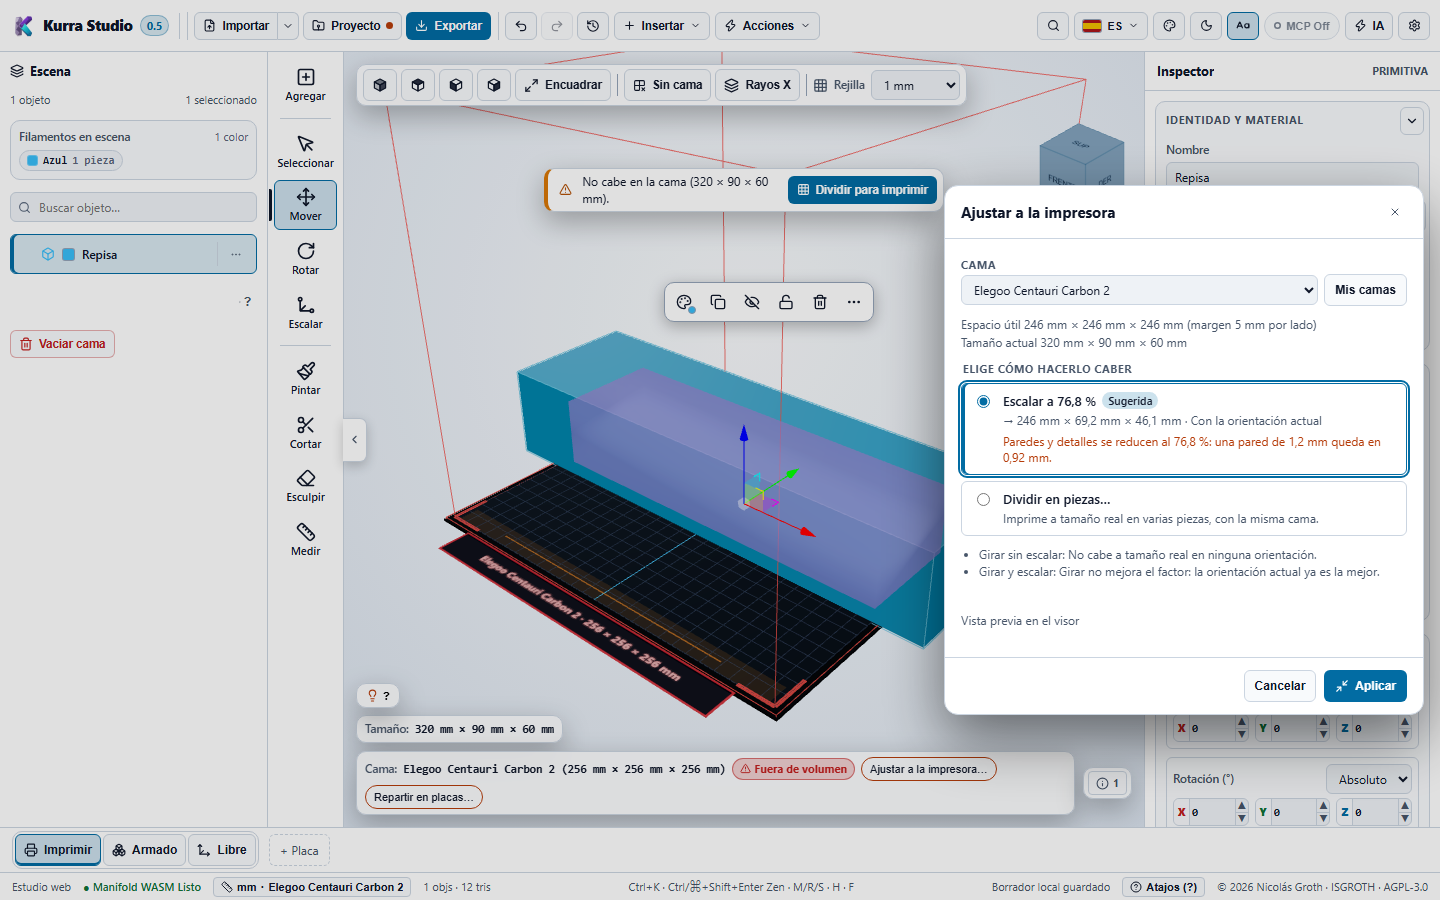 Kurra Studio 0.5
Importar
Proyecto
Exportar
Insertar
Acciones
ES
Aa
MCP Off
IA
Escena
1 objeto
1 seleccionado
Filamentos en escena
1 color
Azul 1 pieza
Buscar objeto...
Repisa
...
· ?
Vaciar cama
Agregar
Seleccionar
Mover
Rotar
Escalar
Pintar
Cortar
Esculpir
Medir
Encuadrar
Sin cama
Rayos X
Rejilla
1 mm
No cabe en la cama (320 × 90 × 60
mm).
Dividir para imprimir
Elegoo Centauri Carbon 2 · 256 × 256 × 256 mm
?
Tamaño: 320 mm × 90 mm × 60 mm
Cama: Elegoo Centauri Carbon 2 (256 mm × 256 mm × 256 mm)
Fuera de volumen
Ajustar a la impresora...
Repartir en placas...
1
Inspector
PRIMITIVA
IDENTIDAD Y MATERIAL
Nombre
Repisa
Ajustar a la impresora
×
CAMA
Elegoo Centauri Carbon 2
Mis camas
Espacio útil 246 mm × 246 mm × 246 mm (margen 5 mm por lado)
Tamaño actual 320 mm × 90 mm × 60 mm
ELIGE CÓMO HACERLO CABER
Escalar a 76,8 % Sugerida
→ 246 mm × 69,2 mm × 46,1 mm · Con la orientación actual
Paredes y detalles se reducen al 76,8 %: una pared de 1,2 mm queda en
0,92 mm.
Dividir en piezas...
Imprime a tamaño real en varias piezas, con la misma cama.
• Girar sin escalar: No cabe a tamaño real en ninguna orientación.
• Girar y escalar: Girar no mejora el factor: la orientación actual ya es la mejor.
Vista previa en el visor
Cancelar
Aplicar
X 0 Y 0 Z 0
Rotación (°)
Absoluto
X 0 Y 0 Z 0
Imprimir
Armado
Libre
+ Placa
Estudio web
● Manifold WASM Listo
mm · Elegoo Centauri Carbon 2
1 objs · 12 tris
Ctrl+K · Ctrl/⌘+Shift+Enter Zen · M/R/S · H · F
Borrador local guardado
Atajos (?)
© 2026 Nicolás Groth · ISGROTH · AGPL-3.0